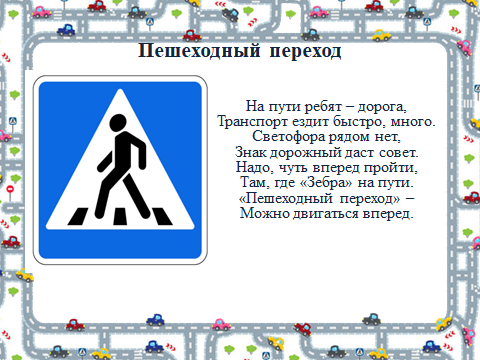 Пешеходный переход
На пути ребят – дорога,
Транспорт ездит быстро, много.
Светофора рядом нет,
Знак дорожный даст совет.
Надо, чуть вперед пройти,
Там, где «Зебра» на пути.
«Пешеходный переход» –
Можно двигаться вперед.